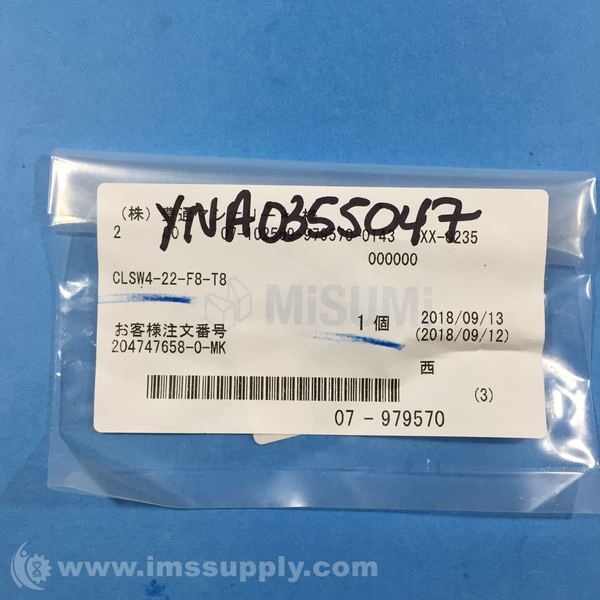 YNA0355047
(株)
2
000000
CLSW4-22-F8-T8
MiSUMi
1個
2018/09/13
(2018/09/12)
お客様注文番号
204747658-0-MK
西
(3)
07-979570
www.imssupply.com